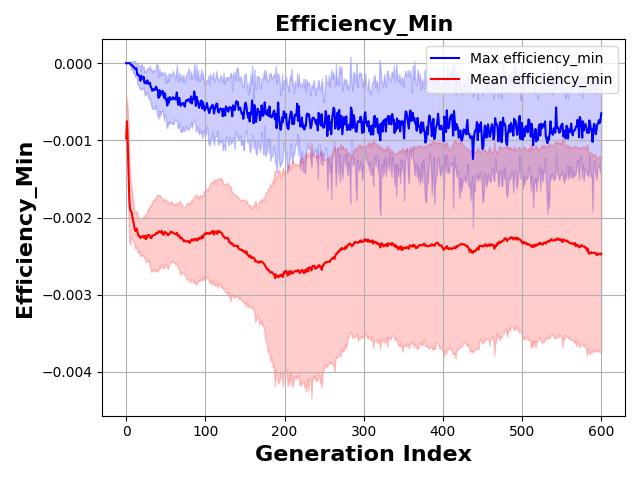 Efficiency_Min
Max efficiency_min
Mean efficiency_min
Efficiency_Min
0.000
−0.001
−0.002
−0.003
−0.004
0 100 200 300 400 500 600
Generation Index